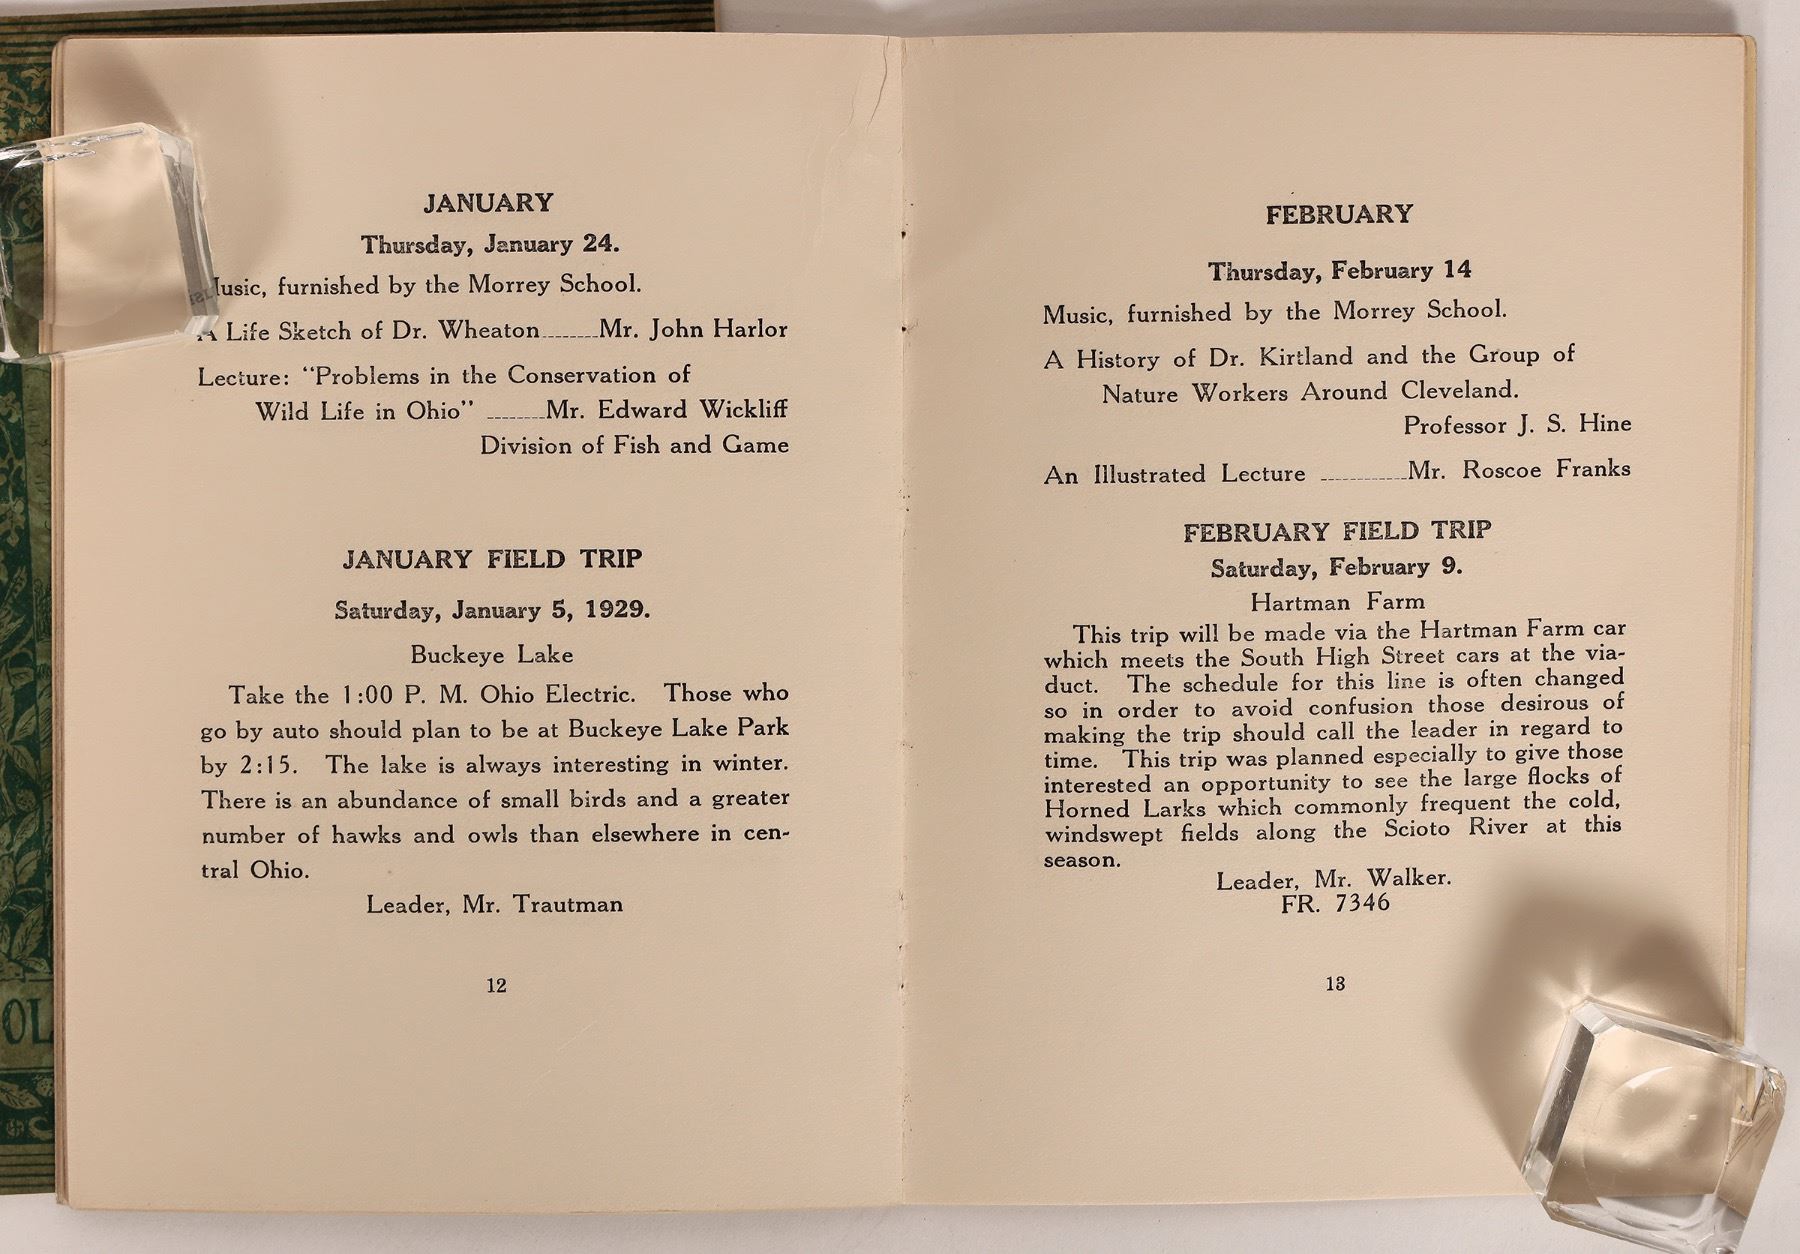 JANUARY
Thursday, January 24.
Music, furnished by the Morrey School.
A Life Sketch of Dr. Wheaton........Mr. John Harlor
Lecture: “Problems in the Conservation of
Wild Life in Ohio” ........Mr. Edward Wickliff
Division of Fish and Game
JANUARY FIELD TRIP
Saturday, January 5, 1929.
Buckeye Lake
Take the 1:00 P. M. Ohio Electric. Those who
go by auto should plan to be at Buckeye Lake Park
by 2:15. The lake is always interesting in winter.
There is an abundance of small birds and a greater
number of hawks and owls than elsewhere in cen-
tral Ohio.
Leader, Mr. Trautman
12
FEBRUARY
Thursday, February 14
Music, furnished by the Morrey School.
A History of Dr. Kirtland and the Group of
Nature Workers Around Cleveland.
Professor J. S. Hine
An Illustrated Lecture ............Mr. Roscoe Franks
FEBRUARY FIELD TRIP
Saturday, February 9.
Hartman Farm
This trip will be made via the Hartman Farm car
which meets the South High Street cars at the via-
duct. The schedule for this line is often changed
so in order to avoid confusion those desirous of
making the trip should call the leader in regard to
time. This trip was planned especially to give those
interested an opportunity to see the large flocks of
Horned Larks which commonly frequent the cold,
windswept fields along the Scioto River at this
season.
Leader, Mr. Walker.
FR. 7346
13
OL